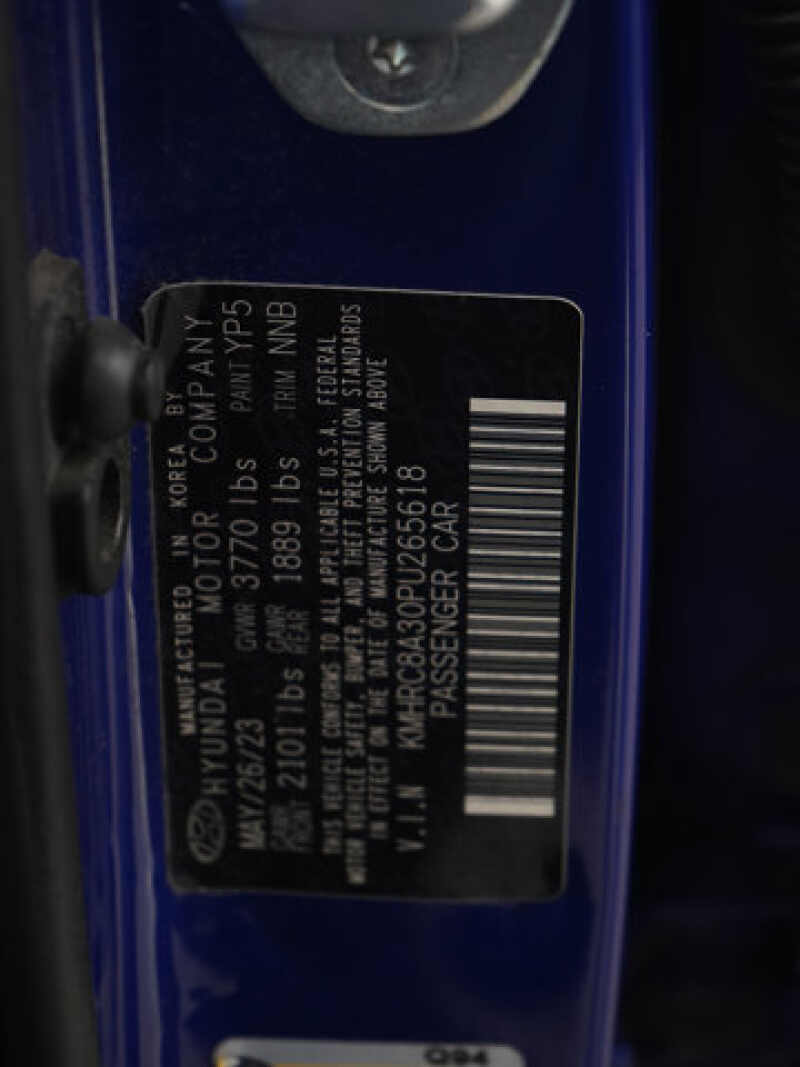 MANUFACTURED IN KOREA BY
HYUNDAI MOTOR COMPANY
MAY/26/23 GVWR 3770 lbs PAINT YP5
GAWR FRONT 2101 lbs GAWR REAR 1889 lbs TRIM NNB
THIS VEHICLE CONFORMS TO ALL APPLICABLE U.S.A. FEDERAL
MOTOR VEHICLE SAFETY, BUMPER, AND THEFT PREVENTION STANDARDS
IN EFFECT ON THE DATE OF MANUFACTURE SHOWN ABOVE
V.I.N KMHRC8A30PU265618
PASSENGER CAR
Q94